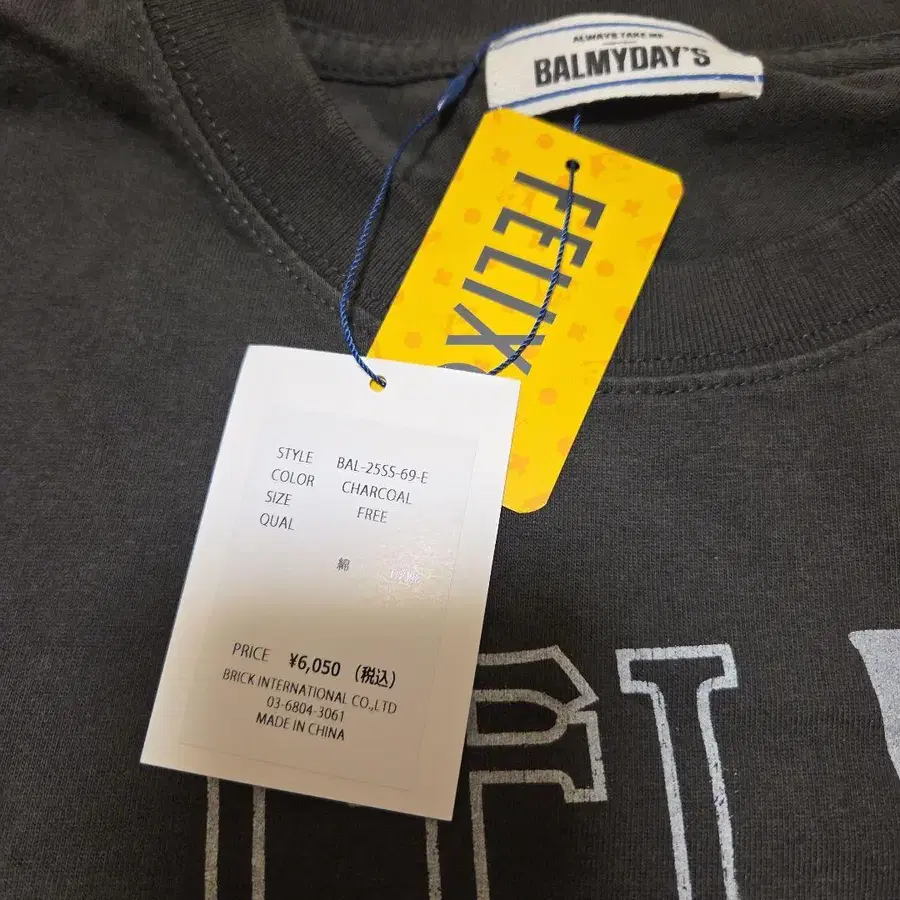 ALWAYS TAKE ME
BALMYDAY'S
FELIX
STYLE BAL-25SS-69-E
COLOR CHARCOAL
SIZE FREE
QUAL
綿
PRICE ¥6,050 (税込)
BRICK INTERNATIONAL CO.,LTD
03-6804-3061
MADE IN CHINA